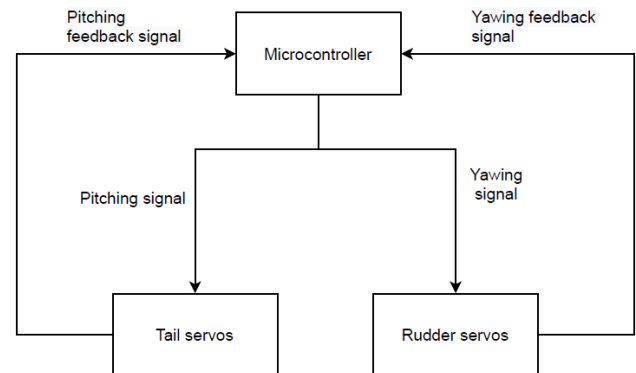 Pitching
feedback signal
Yawing feedback
signal
Microcontroller
Pitching signal
Yawing
signal
Tail servos
Rudder servos